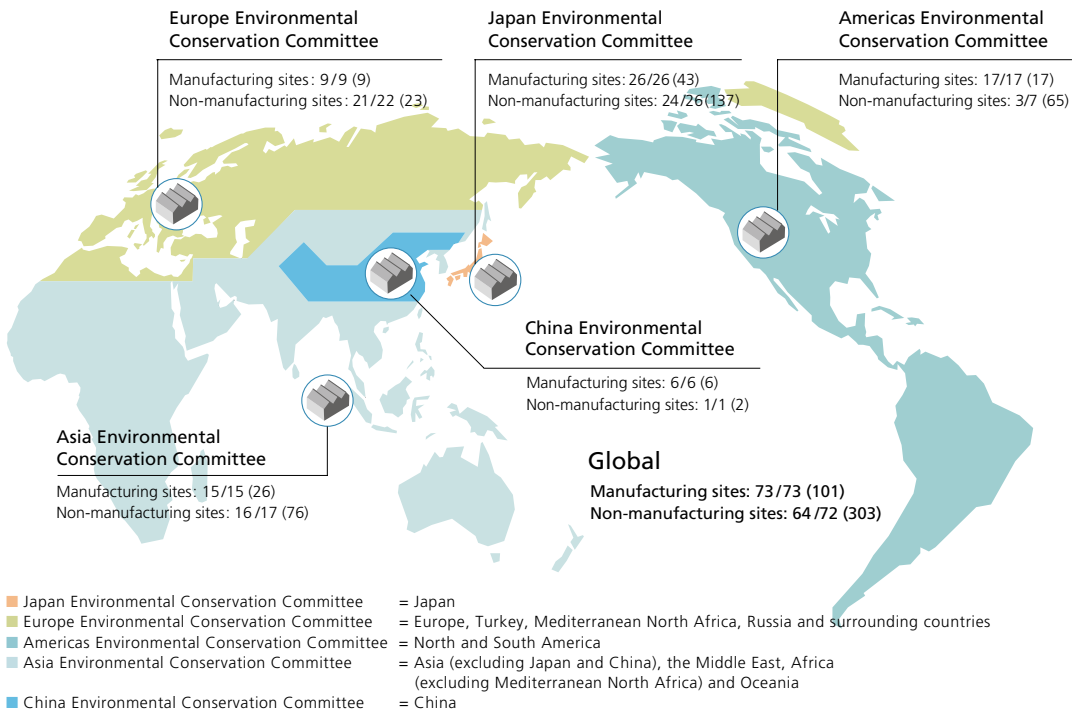 Europe Environmental
Conservation Committee
Manufacturing sites: 9/9 (9)
Non-manufacturing sites: 21/22 (23)
Japan Environmental
Conservation Committee
Manufacturing sites: 26/26 (43)
Non-manufacturing sites: 24/26(137)
Americas Environmental
Conservation Committee
Manufacturing sites: 17/17 (17)
Non-manufacturing sites: 3/7 (65)
China Environmental
Conservation Committee
Manufacturing sites: 6/6 (6)
Non-manufacturing sites: 1/1 (2)
Asia Environmental
Conservation Committee
Manufacturing sites: 15/15 (26)
Non-manufacturing sites: 16/17 (76)
Global
Manufacturing sites: 73/73 (101)
Non-manufacturing sites: 64/72 (303)
Japan Environmental Conservation Committee = Japan
Europe Environmental Conservation Committee = Europe, Turkey, Mediterranean North Africa, Russia and surrounding countries
Americas Environmental Conservation Committee = North and South America
Asia Environmental Conservation Committee = Asia (excluding Japan and China), the Middle East, Africa
(excluding Mediterranean North Africa) and Oceania
China Environmental Conservation Committee = China